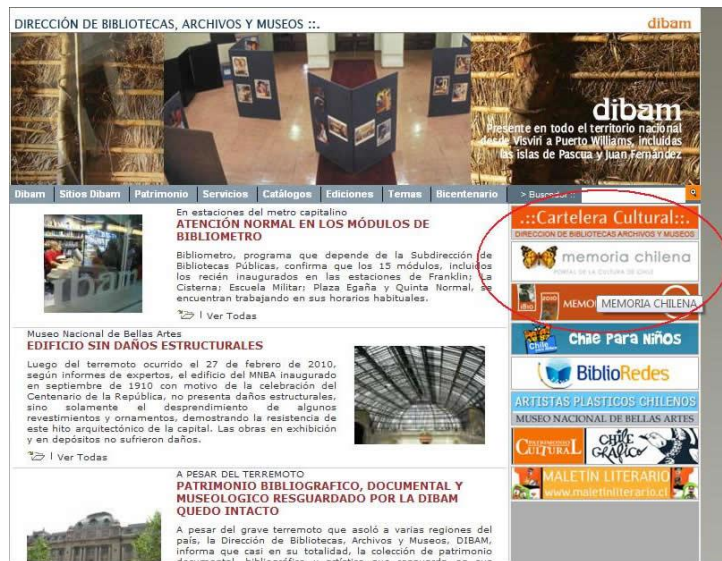 DIRECCIÓN DE BIBLIOTECAS, ARCHIVOS Y MUSEOS ::.
dibam
dibam
Presente en todo el territorio nacional
desde Visviri a Puerto Williams, incluidas
las islas de Pascua y Juan Fernández
Dibam Sitios Dibam Patrimonio Servicios Catálogos Ediciones Temas Bicentenario > Buscador ::
En estaciones del metro capitalino
ATENCIÓN NORMAL EN LOS MÓDULOS DE
BIBLIOMETRO
Bibliometro, programa que depende de la Subdirección de
Bibliotecas Públicas, confirma que los 15 módulos, incluidos
los recién inaugurados en las estaciones de Franklin; La
Cisterna; Escuela Militar; Plaza Egaña y Quinta Normal, se
encuentran trabajando en sus horarios habituales.
| Ver Todas
dibam
Museo Nacional de Bellas Artes
EDIFICIO SIN DAÑOS ESTRUCTURALES
Luego del terremoto ocurrido el 27 de febrero de 2010,
según informes de expertos, el edificio del MNBA inaugurado
en septiembre de 1910 con motivo de la celebración del
Centenario de la República, no presenta daños estructurales,
sino solamente el desprendimiento de algunos
revestimientos y ornamentos, demostrando la resistencia de
este hito arquitectónico de la capital. Las obras en exhibición
y en depósitos no sufrieron daños.
| Ver Todas
A PESAR DEL TERREMOTO
PATRIMONIO BIBLIOGRAFICO, DOCUMENTAL Y
MUSEOLOGICO RESGUARDADO POR LA DIBAM
QUEDO INTACTO
A pesar del grave terremoto que asoló a varias regiones del
país, la Dirección de Bibliotecas, Archivos y Museos, DIBAM,
informa que casi en su totalidad, la colección de patrimonio
.::Cartelera Cultural::.
DIRECCION DE BIBLIOTECAS ARCHIVOS Y MUSEOS
memoria chilena
PORTAL DE LA CULTURA DE CHILE
2010
MEMO
MEMORIA CHILENA
Chile
Chile Para Niños
BiblioRedes
ARTISTAS PLASTICOS CHILENOS
MUSEO NACIONAL DE BELLAS ARTES
PATRIMONIO
CULTURAL
CHILE
GRÁFICO
MALETÍN LITERARIO
www.maletinliterario.cl